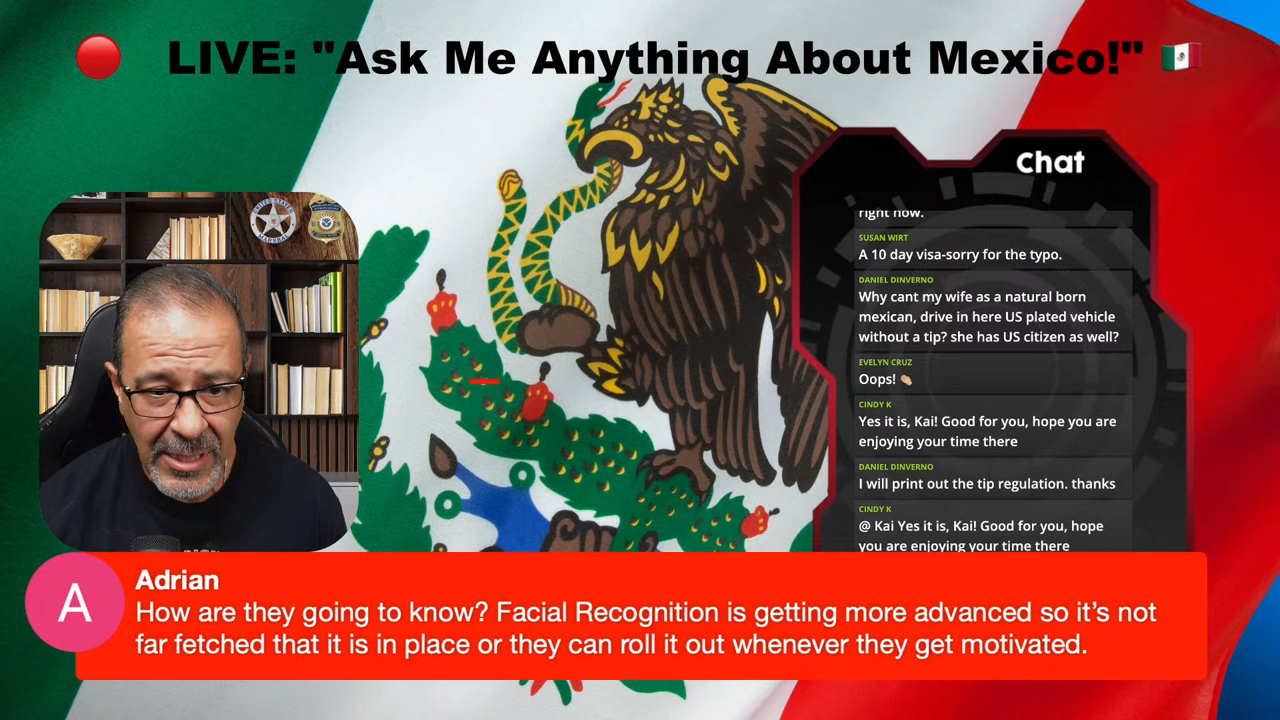 LIVE: "Ask Me Anything About Mexico!"
Chat
right now.
SUSAN WIRT
A 10 day visa-sorry for the typo.
DANIEL DINVERNO
Why cant my wife as a natural born
mexican, drive in here US plated vehicle
without a tip? she has US citizen as well?
EVELYN CRUZ
Oops!
CINDY K
Yes it is, Kai! Good for you, hope you are
enjoying your time there
DANIEL DINVERNO
I will print out the tip regulation. thanks
CINDY K
@ Kai Yes it is, Kai! Good for you, hope
you are enjoying your time there
UNITED STATES
MARSHAL
A
Adrian
How are they going to know? Facial Recognition is getting more advanced so it's not
far fetched that it is in place or they can roll it out whenever they get motivated.